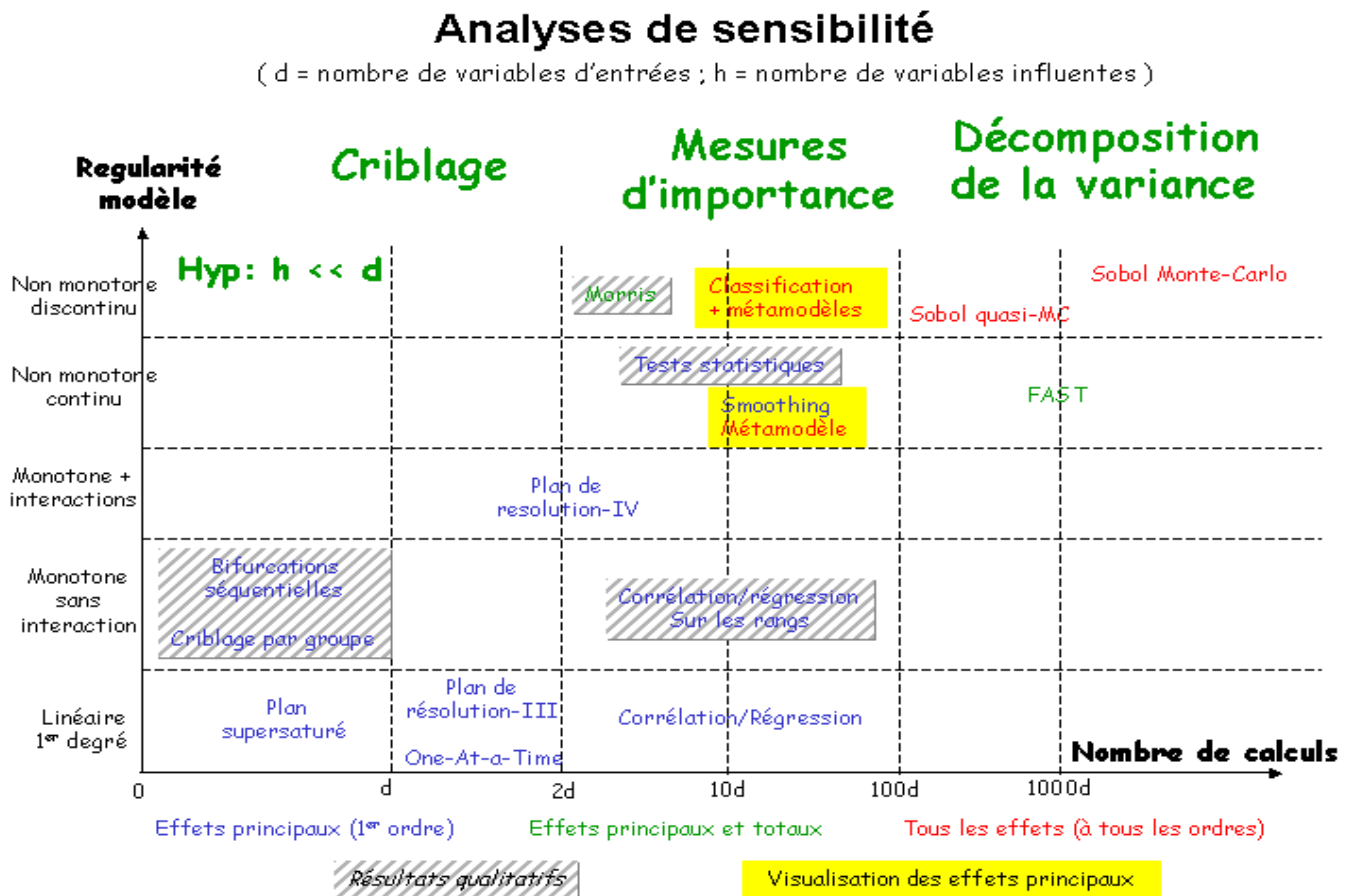 Analyses de sensibilité
( d = nombre de variables d'entrées ; h = nombre de variables influentes )
Regularité
modèle
Criblage
Mesures
d'importance
Décomposition
de la variance
Hyp: h << d
Non monotone
discontinu
Morris
Classification
+ métamodèles
Sobol quasi-MC
Sobol Monte-Carlo
Non monotone
continu
Tests statistiques
Smoothing
Métamodèle
FAST
Monotone +
interactions
Plan de
resolution-IV
Monotone
sans
interaction
Bifurcations
séquentielles
Criblage par groupe
Corrélation/régression
Sur les rangs
Linéaire
1er degré
Plan
supersaturé
Plan de
résolution-III
One-At-a-Time
Corrélation/Régression
Nombre de calculs
0 d 2d 10d 100d 1000d
Effets principaux (1er ordre)
Effets principaux et totaux
Tous les effets (à tous les ordres)
Résultats qualitatifs
Visualisation des effets principaux